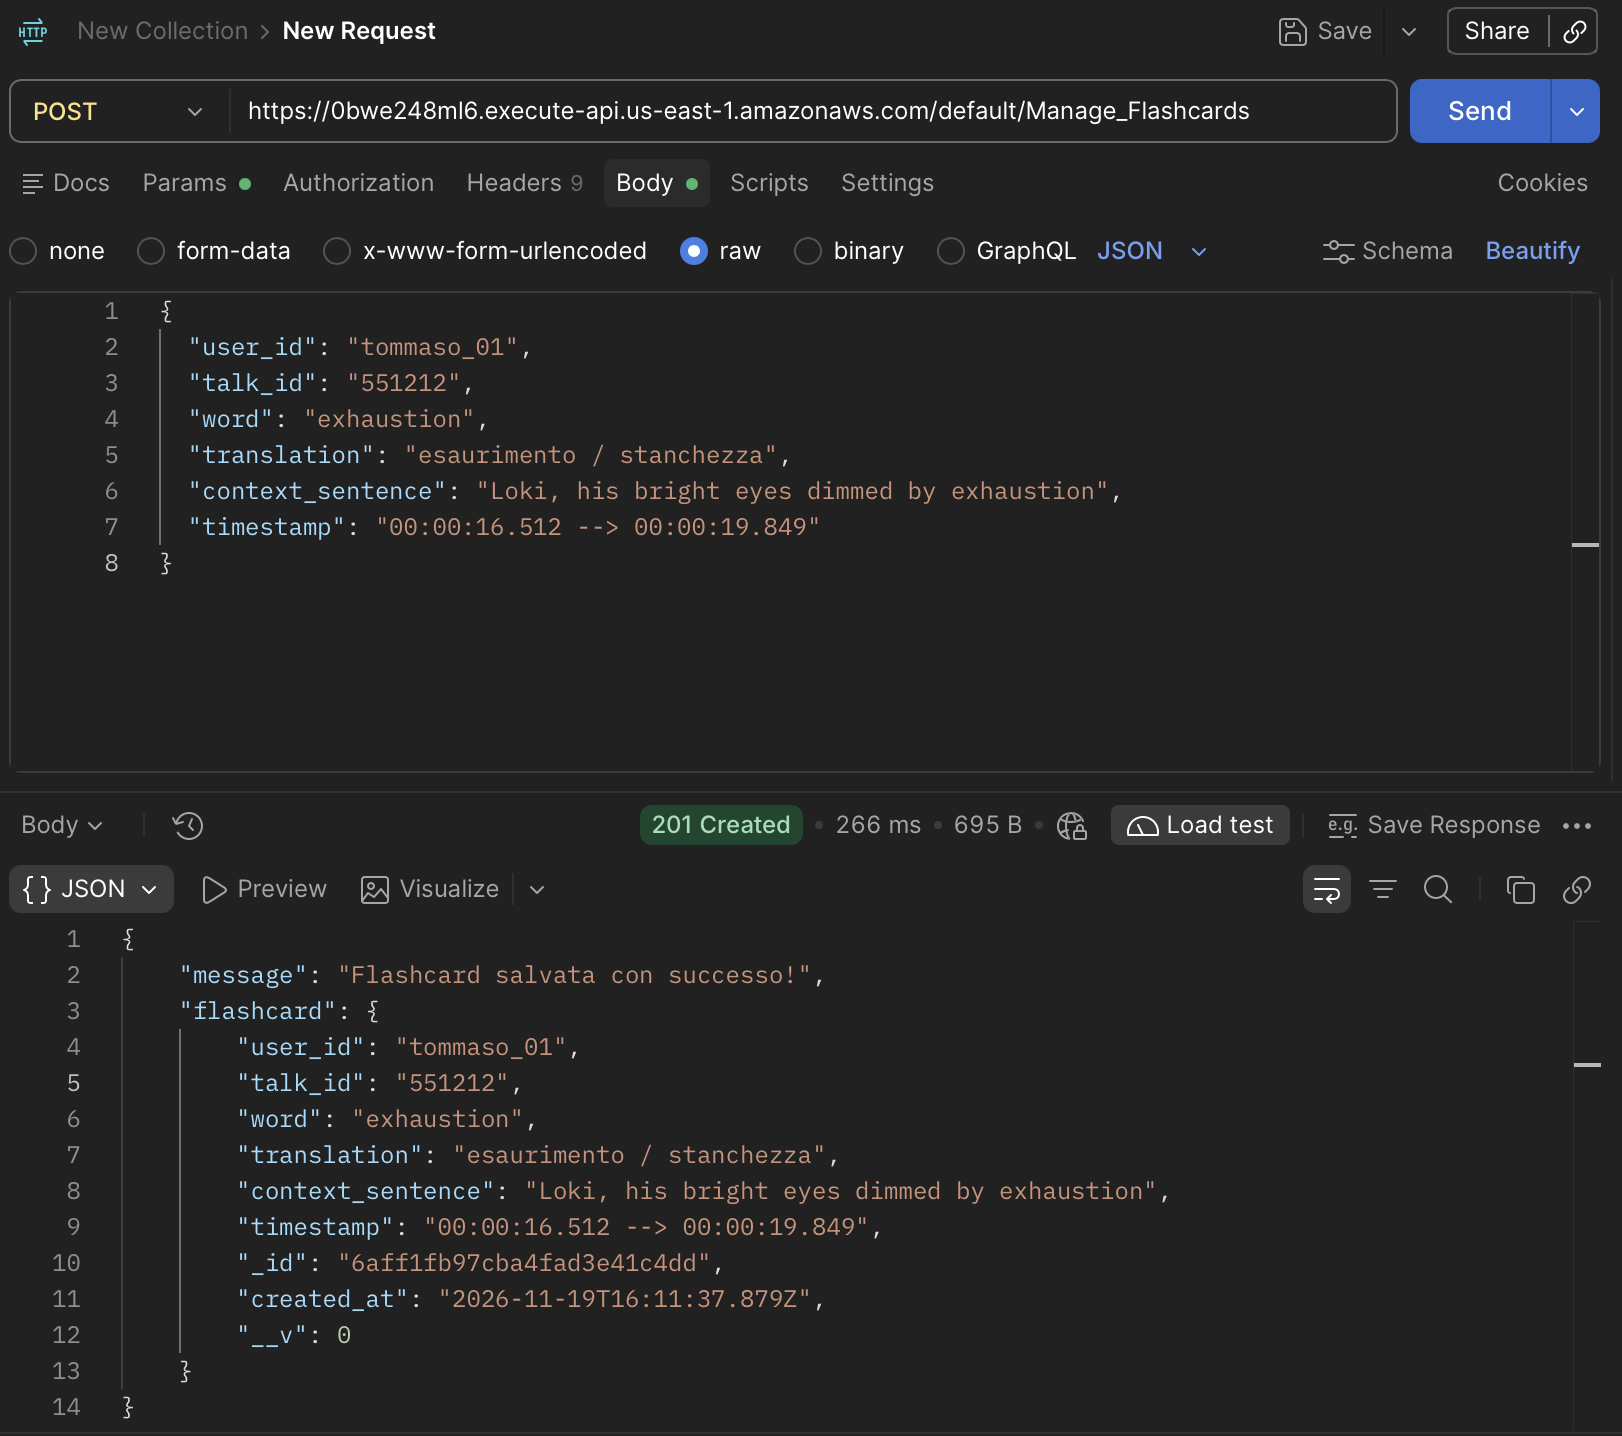 HTTP New Collection > New Request Save Share
POST https://0bwe248ml6.execute-api.us-east-1.amazonaws.com/default/Manage_Flashcards Send
Docs Params Authorization Headers 9 Body Scripts Settings Cookies
none form-data x-www-form-urlencoded raw binary GraphQL JSON Schema Beautify
1 {
2 "user_id": "tommaso_01",
3 "talk_id": "551212",
4 "word": "exhaustion",
5 "translation": "esaurimento / stanchezza",
6 "context_sentence": "Loki, his bright eyes dimmed by exhaustion",
7 "timestamp": "00:00:16.512 --> 00:00:19.849"
8 }
Body 201 Created • 266 ms • 695 B • Load test e.g. Save Response
{} JSON Preview Visualize
1 {
2 "message": "Flashcard salvata con successo!",
3 "flashcard": {
4 "user_id": "tommaso_01",
5 "talk_id": "551212",
6 "word": "exhaustion",
7 "translation": "esaurimento / stanchezza",
8 "context_sentence": "Loki, his bright eyes dimmed by exhaustion",
9 "timestamp": "00:00:16.512 --> 00:00:19.849",
10 "_id": "6aff1fb97cba4fad3e41c4dd",
11 "created_at": "2026-11-19T16:11:37.879Z",
12 "__v": 0
13 }
14 }